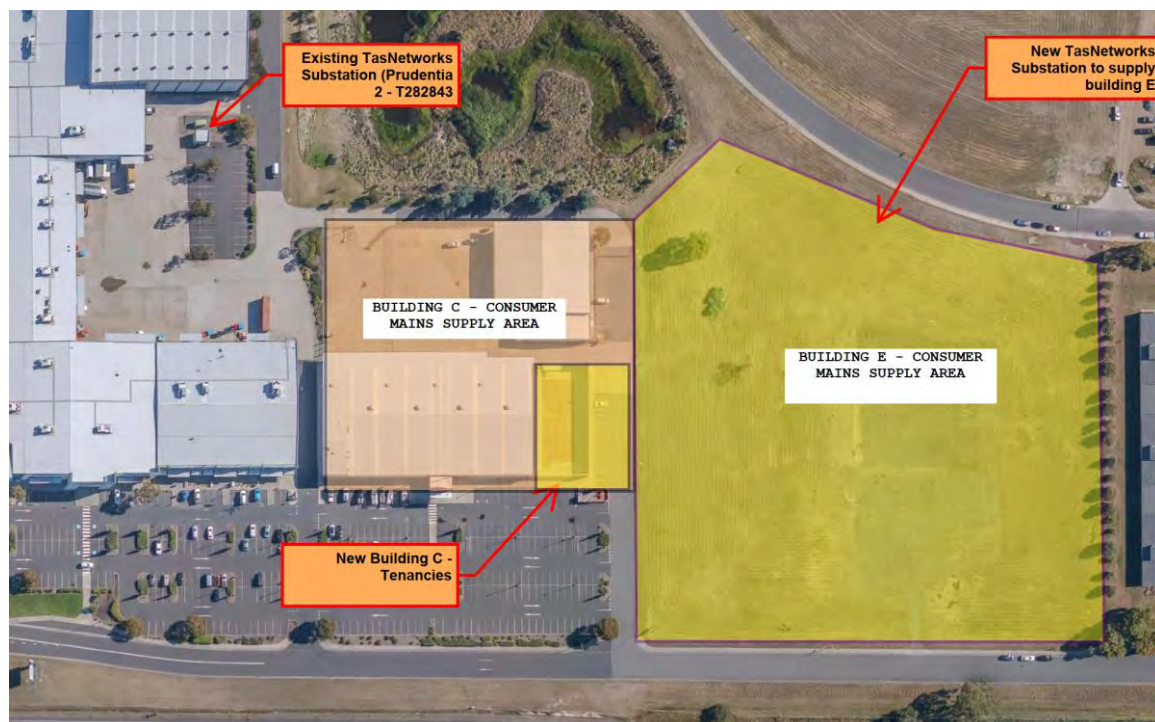 Existing TasNetworks
Substation (Prudentia
2 - T282843
New TasNetworks
Substation to supply
building E
BUILDING C - CONSUMER
MAINS SUPPLY AREA
BUILDING E - CONSUMER
MAINS SUPPLY AREA
New Building C -
Tenancies